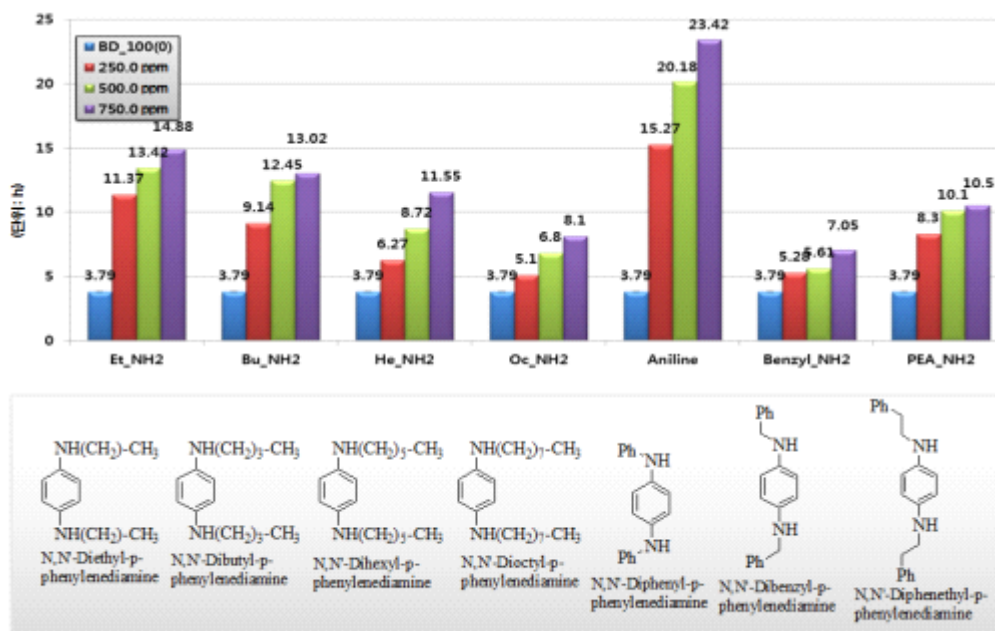 25
20
15
10
5
0
(단위: h)
BD_100(0)
250.0 ppm
500.0 ppm
750.0 ppm
3.79
11.37
13.42
14.88
3.79
9.14
12.45
13.02
3.79
6.27
8.72
11.55
3.79
5.1
6.8
8.1
3.79
15.27
20.18
23.42
3.79
5.28
5.61
7.05
3.79
8.3
10.1
10.5
Et_NH2 Bu_NH2 He_NH2 Oc_NH2 Aniline Benzyl_NH2 PEA_NH2
NH(CH₂)-CH₃
NH(CH₂)-CH₃
N,N'-Diethyl-p-
phenylenediamine
NH(CH₂)₃-CH₃
NH(CH₂)₃-CH₃
N,N'-Dibutyl-p-
phenylenediamine
NH(CH₂)₅-CH₃
NH(CH₂)₅-CH₃
N,N'-Dihexyl-p-
phenylenediamine
NH(CH₂)₇-CH₃
NH(CH₂)₇-CH₃
N,N'-Dioctyl-p-
phenylenediamine
Ph
NH
NH
Ph
N,N'-Diphenyl-p-
phenylenediamine
Ph
NH
NH
Ph
N,N'-Dibenzyl-p-
phenylenediamine
Ph
NH
NH
Ph
N,N'-Diphenethyl-p-
phenylenediamine